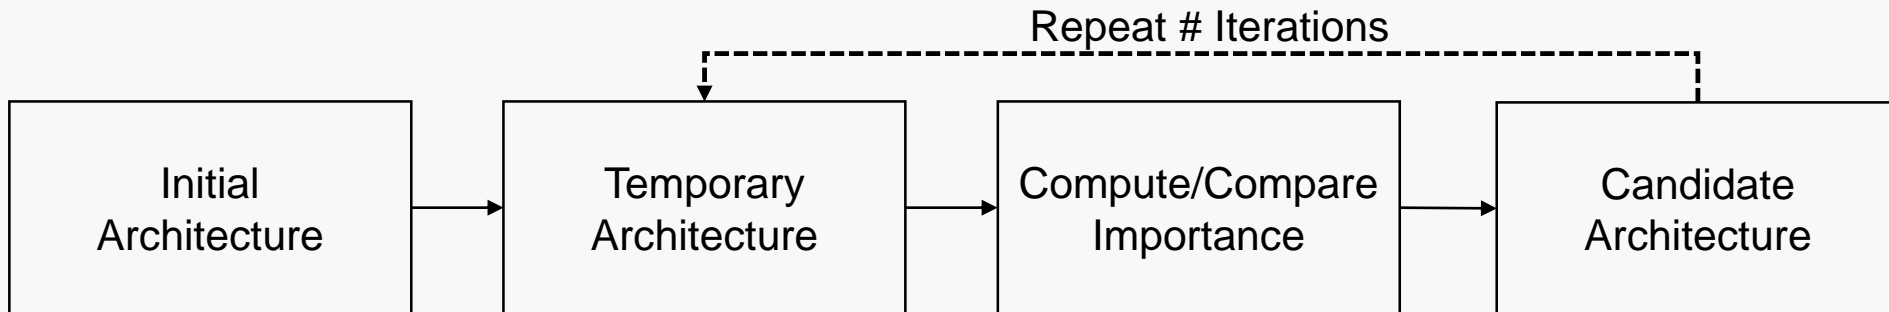 Repeat # Iterations
Initial
Architecture
Temporary
Architecture
Compute/Compare
Importance
Candidate
Architecture